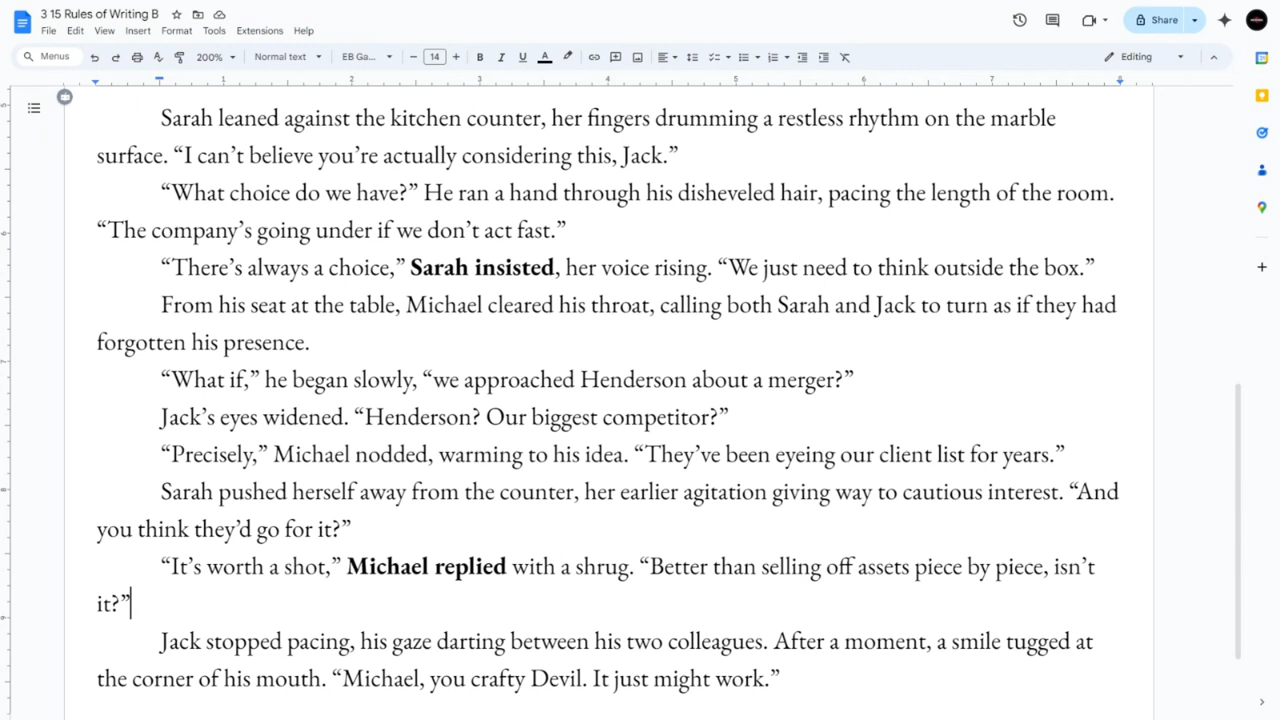 3 15 Rules of Writing B
File Edit View Insert Format Tools Extensions Help
Share
Menus 200% Normal text EB Ga... 14 B I U A Editing
1 2 3 4 5 6 7
Sarah leaned against the kitchen counter, her fingers drumming a restless rhythm on the marble
surface. “I can’t believe you’re actually considering this, Jack.”
“What choice do we have?” He ran a hand through his disheveled hair, pacing the length of the room.
“The company’s going under if we don’t act fast.”
“There’s always a choice,” Sarah insisted, her voice rising. “We just need to think outside the box.”
From his seat at the table, Michael cleared his throat, calling both Sarah and Jack to turn as if they had
forgotten his presence.
“What if,” he began slowly, “we approached Henderson about a merger?”
Jack’s eyes widened. “Henderson? Our biggest competitor?”
“Precisely,” Michael nodded, warming to his idea. “They’ve been eyeing our client list for years.”
Sarah pushed herself away from the counter, her earlier agitation giving way to cautious interest. “And
you think they’d go for it?”
“It’s worth a shot,” Michael replied with a shrug. “Better than selling off assets piece by piece, isn’t
it?”
Jack stopped pacing, his gaze darting between his two colleagues. After a moment, a smile tugged at
the corner of his mouth. “Michael, you crafty Devil. It just might work.”